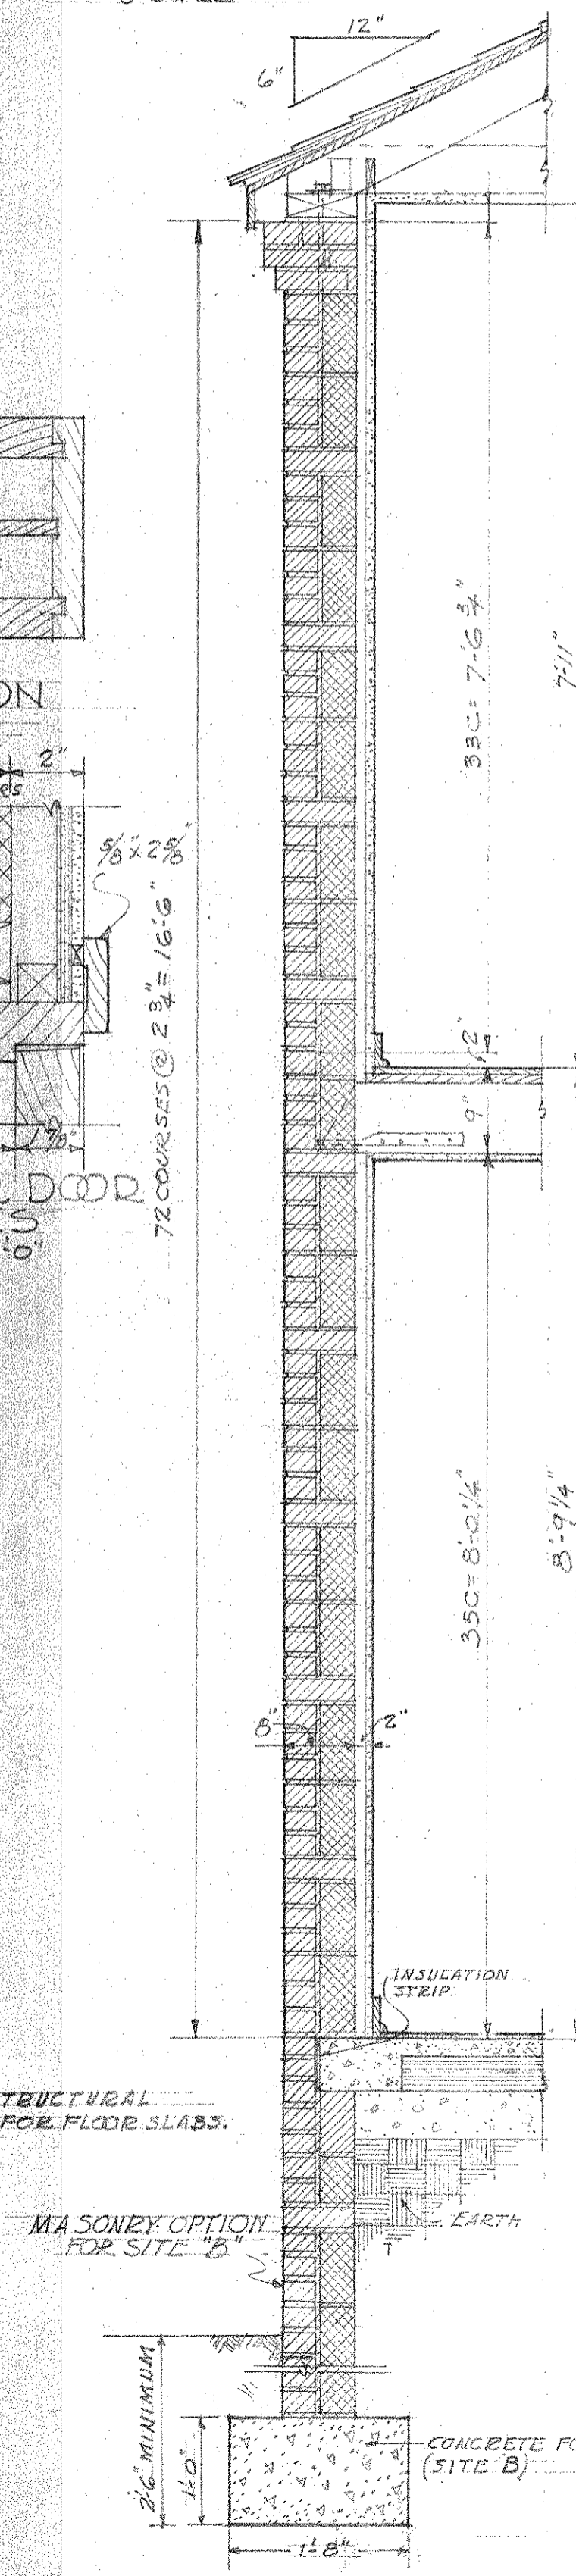 12"
6"
33C= 7'-6 3/4"
7'-11"
ON
2"
5/8" x 2 5/8"
72 COURSES @ 2 3/4" = 16'-6"
2"
9"
1 7/8"
DOOR
35C= 8'-0 1/4"
8'-9 1/4"
8"
2"
INSULATION
STRIP
TRUCTURAL
FOR FLOOR SLABS.
MASONRY OPTION
FOR SITE "B"
EARTH
2'-6" MINIMUM
1'-0"
CONCRETE FO
(SITE B)
1'-8"